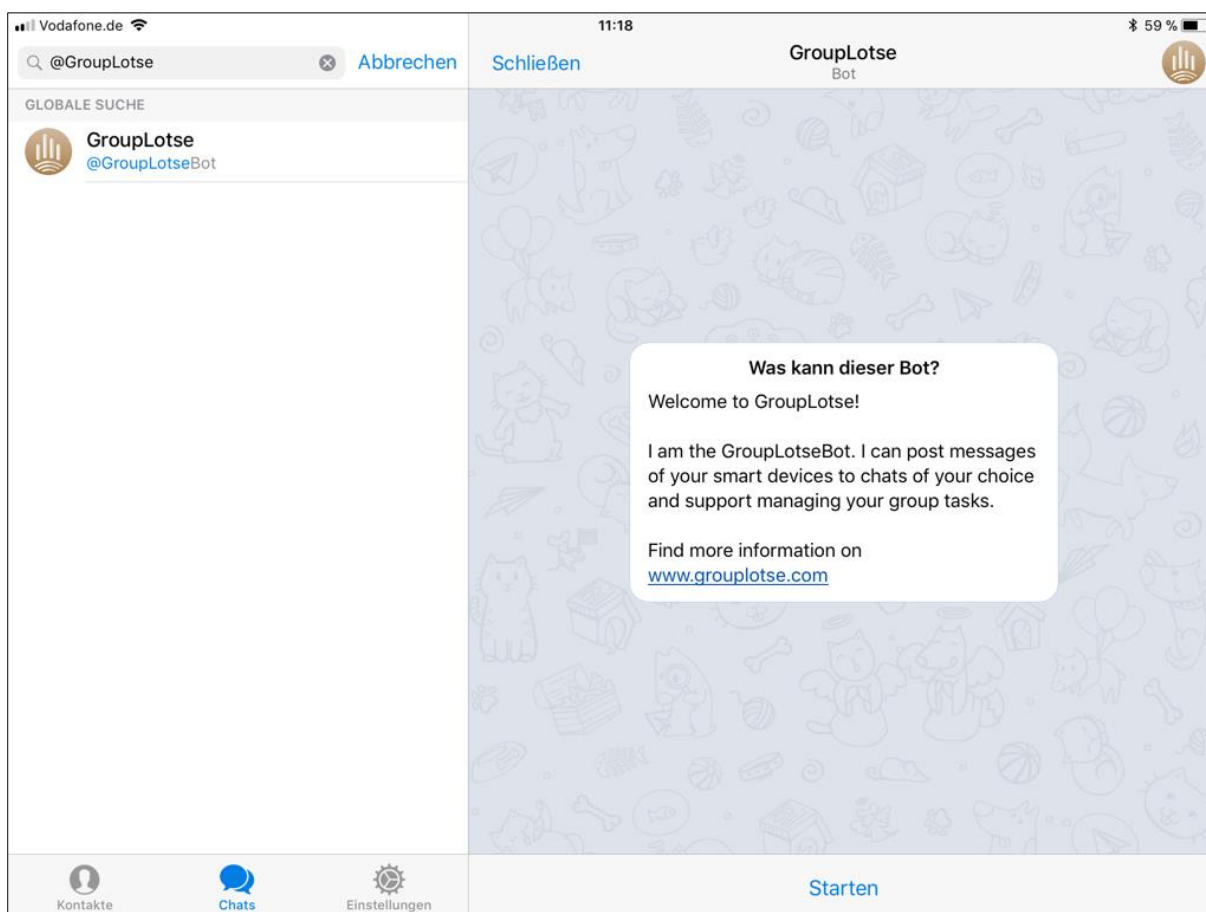 Vodafone.de
11:18
59 %
@GroupLotse
Abbrechen
GLOBALE SUCHE
GroupLotse
@GroupLotseBot
Schließen
GroupLotse
Bot
Was kann dieser Bot?
Welcome to GroupLotse!
I am the GroupLotseBot. I can post messages
of your smart devices to chats of your choice
and support managing your group tasks.
Find more information on
www.grouplotse.com
Kontakte
Chats
Einstellungen
Starten